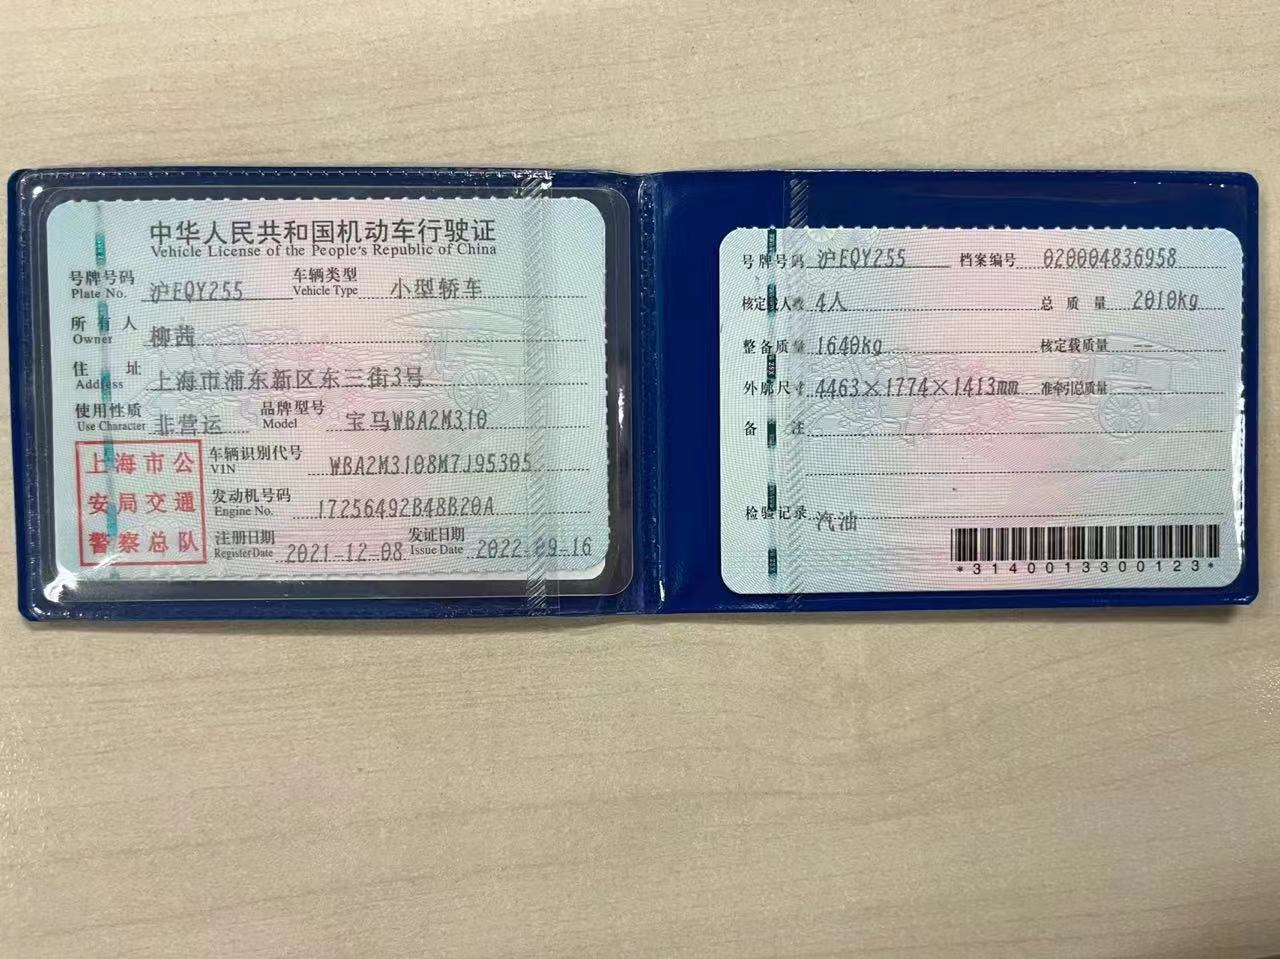 中华人民共和国机动车行驶证
Vehicle License of the People's Republic of China
号牌号码 沪EQY255 车辆类型 小型轿车
Plate No. Vehicle Type
所有人 柳茜
Owner
住址 上海市浦东新区东三街3号
Address
使用性质 非营运 品牌型号 宝马WBA2M310
Use Character Model
上海市公
安局交通
警察总队
车辆识别代号 WBA2M3108M7J95305
VIN
发动机号码 17256492B48B20A
Engine No.
注册日期 2021-12-08 发证日期 2022-09-16
Register Date Issue Date
号牌号码 沪EQY255 档案编号 020004836958
核定载人数 4人 总质量 2010kg
整备质量 1640kg 核定载质量 --
外廓尺寸 4463×1774×1413mm 准牵引总质量 --
备注
检验记录 汽油
*3140013300123*